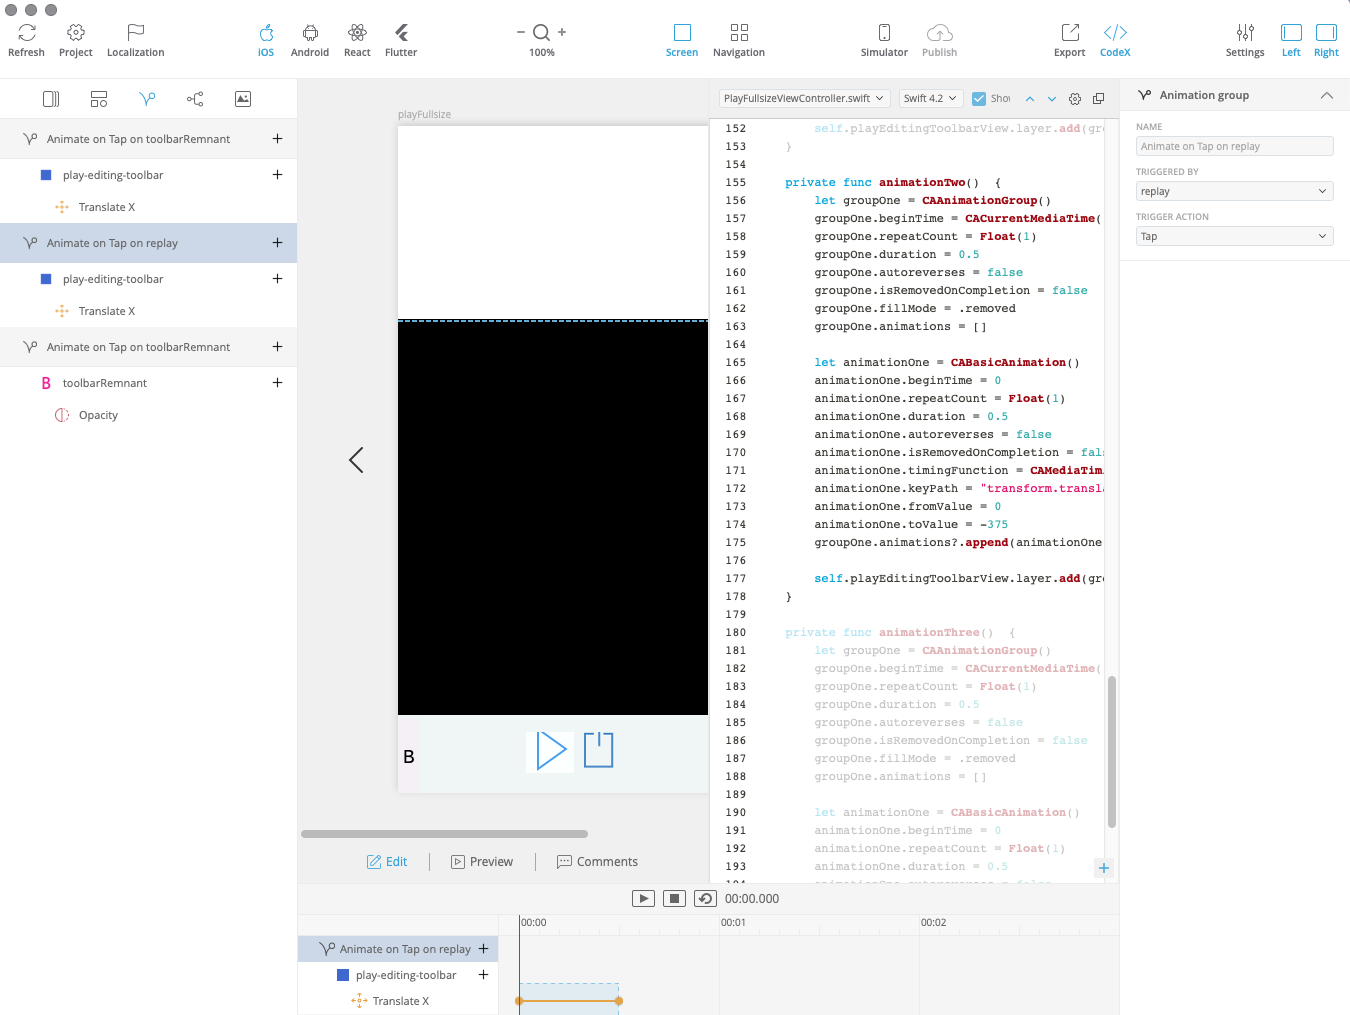 Refresh
Project
Localization
iOS
Android
React
Flutter
100%
Screen
Navigation
Simulator
Publish
Export
CodeX
Settings
Left
Right
Animate on Tap on toolbarRemnant
play-editing-toolbar
Translate X
Animate on Tap on replay
play-editing-toolbar
Translate X
Animate on Tap on toolbarRemnant
B toolbarRemnant
Opacity
playFullsize
B
Edit
Preview
Comments
PlayFullsizeViewController.swift
Swift 4.2
152 self.playEditingToolbarView.layer.add(gr
153 }
154
155 private func animationTwo() {
156 let groupOne = CAAnimationGroup()
157 groupOne.beginTime = CACurrentMediaTime(
158 groupOne.repeatCount = Float(1)
159 groupOne.duration = 0.5
160 groupOne.autoreverses = false
161 groupOne.isRemovedOnCompletion = false
162 groupOne.fillMode = .removed
163 groupOne.animations = []
164
165 let animationOne = CABasicAnimation()
166 animationOne.beginTime = 0
167 animationOne.repeatCount = Float(1)
168 animationOne.duration = 0.5
169 animationOne.autoreverses = false
170 animationOne.isRemovedOnCompletion = fal
171 animationOne.timingFunction = CAMediaTim
172 animationOne.keyPath = "transform.transl
173 animationOne.fromValue = 0
174 animationOne.toValue = -375
175 groupOne.animations?.append(animationOne
176
177 self.playEditingToolbarView.layer.add(gr
178 }
179
180 private func animationThree() {
181 let groupOne = CAAnimationGroup()
182 groupOne.beginTime = CACurrentMediaTime(
183 groupOne.repeatCount = Float(1)
184 groupOne.duration = 0.5
185 groupOne.autoreverses = false
186 groupOne.isRemovedOnCompletion = false
187 groupOne.fillMode = .removed
188 groupOne.animations = []
189
190 let animationOne = CABasicAnimation()
191 animationOne.beginTime = 0
192 animationOne.repeatCount = Float(1)
193 animationOne.duration = 0.5
Animation group
NAME
Animate on Tap on replay
TRIGGERED BY
replay
TRIGGER ACTION
Tap
00:00.000
00:00
00:01
00:02
Animate on Tap on replay
play-editing-toolbar
Translate X